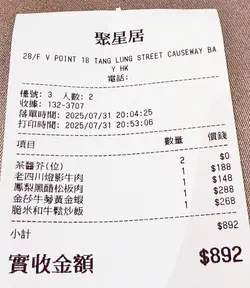 聚星居
28/F V POINT 18 TANG LUNG STREET CAUSEWAY BA
Y HK
電話:
檯號: 3 人數: 2
收據: 132-3707
落單時間: 2025/07/31 20:04:25
打印時間: 2025/07/31 20:53:06
項目 數量 價錢
茶醬芥(位) 2 $0
老四川燈影牛肉 1 $188
鳳梨黑醋松板肉 1 $148
金莎牛蒡黃金蝦 1 $288
脆米和牛鬆炒飯 1 $268
小計 $892
實收金額 $892